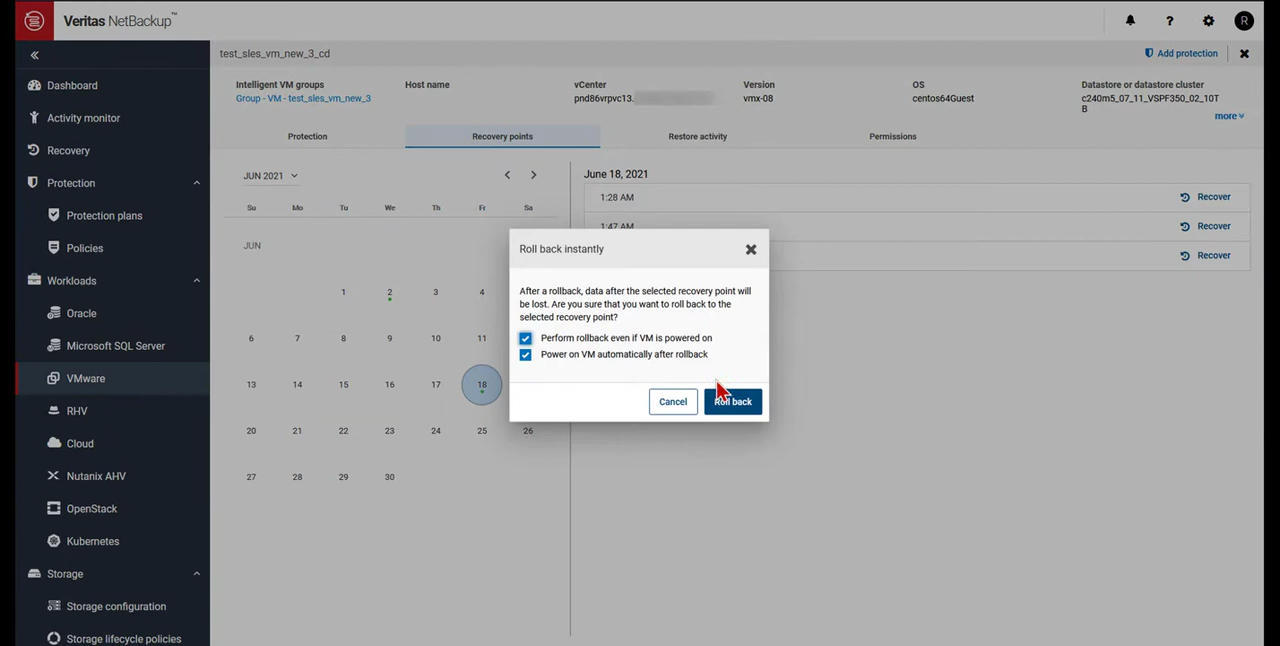 Veritas NetBackup™
R
test_sles_vm_new_3_cd
Add protection
Dashboard
Activity monitor
Recovery
Protection
Protection plans
Policies
Workloads
Oracle
Microsoft SQL Server
VMware
RHV
Cloud
Nutanix AHV
OpenStack
Kubernetes
Storage
Storage configuration
Storage lifecycle policies
Intelligent VM groups
Group - VM - test_sles_vm_new_3
Host name
vCenter
pnd86vrpvc13.
Version
vmx-08
OS
centos64Guest
Datastore or datastore cluster
c240m5_07_11_VSPF350_02_10T
B
more
Protection
Recovery points
Restore activity
Permissions
JUN 2021
Su Mo Tu We Th Fr Sa
JUN
1 2 3 4
6 7 8 9 10 11
13 14 15 16 17 18
20 21 22 23 24 25 26
27 28 29 30
June 18, 2021
1:28 AM Recover
1:47 AM Recover
Recover
Roll back instantly
After a rollback, data after the selected recovery point will
be lost. Are you sure that you want to roll back to the
selected recovery point?
Perform rollback even if VM is powered on
Power on VM automatically after rollback
Cancel
Roll back